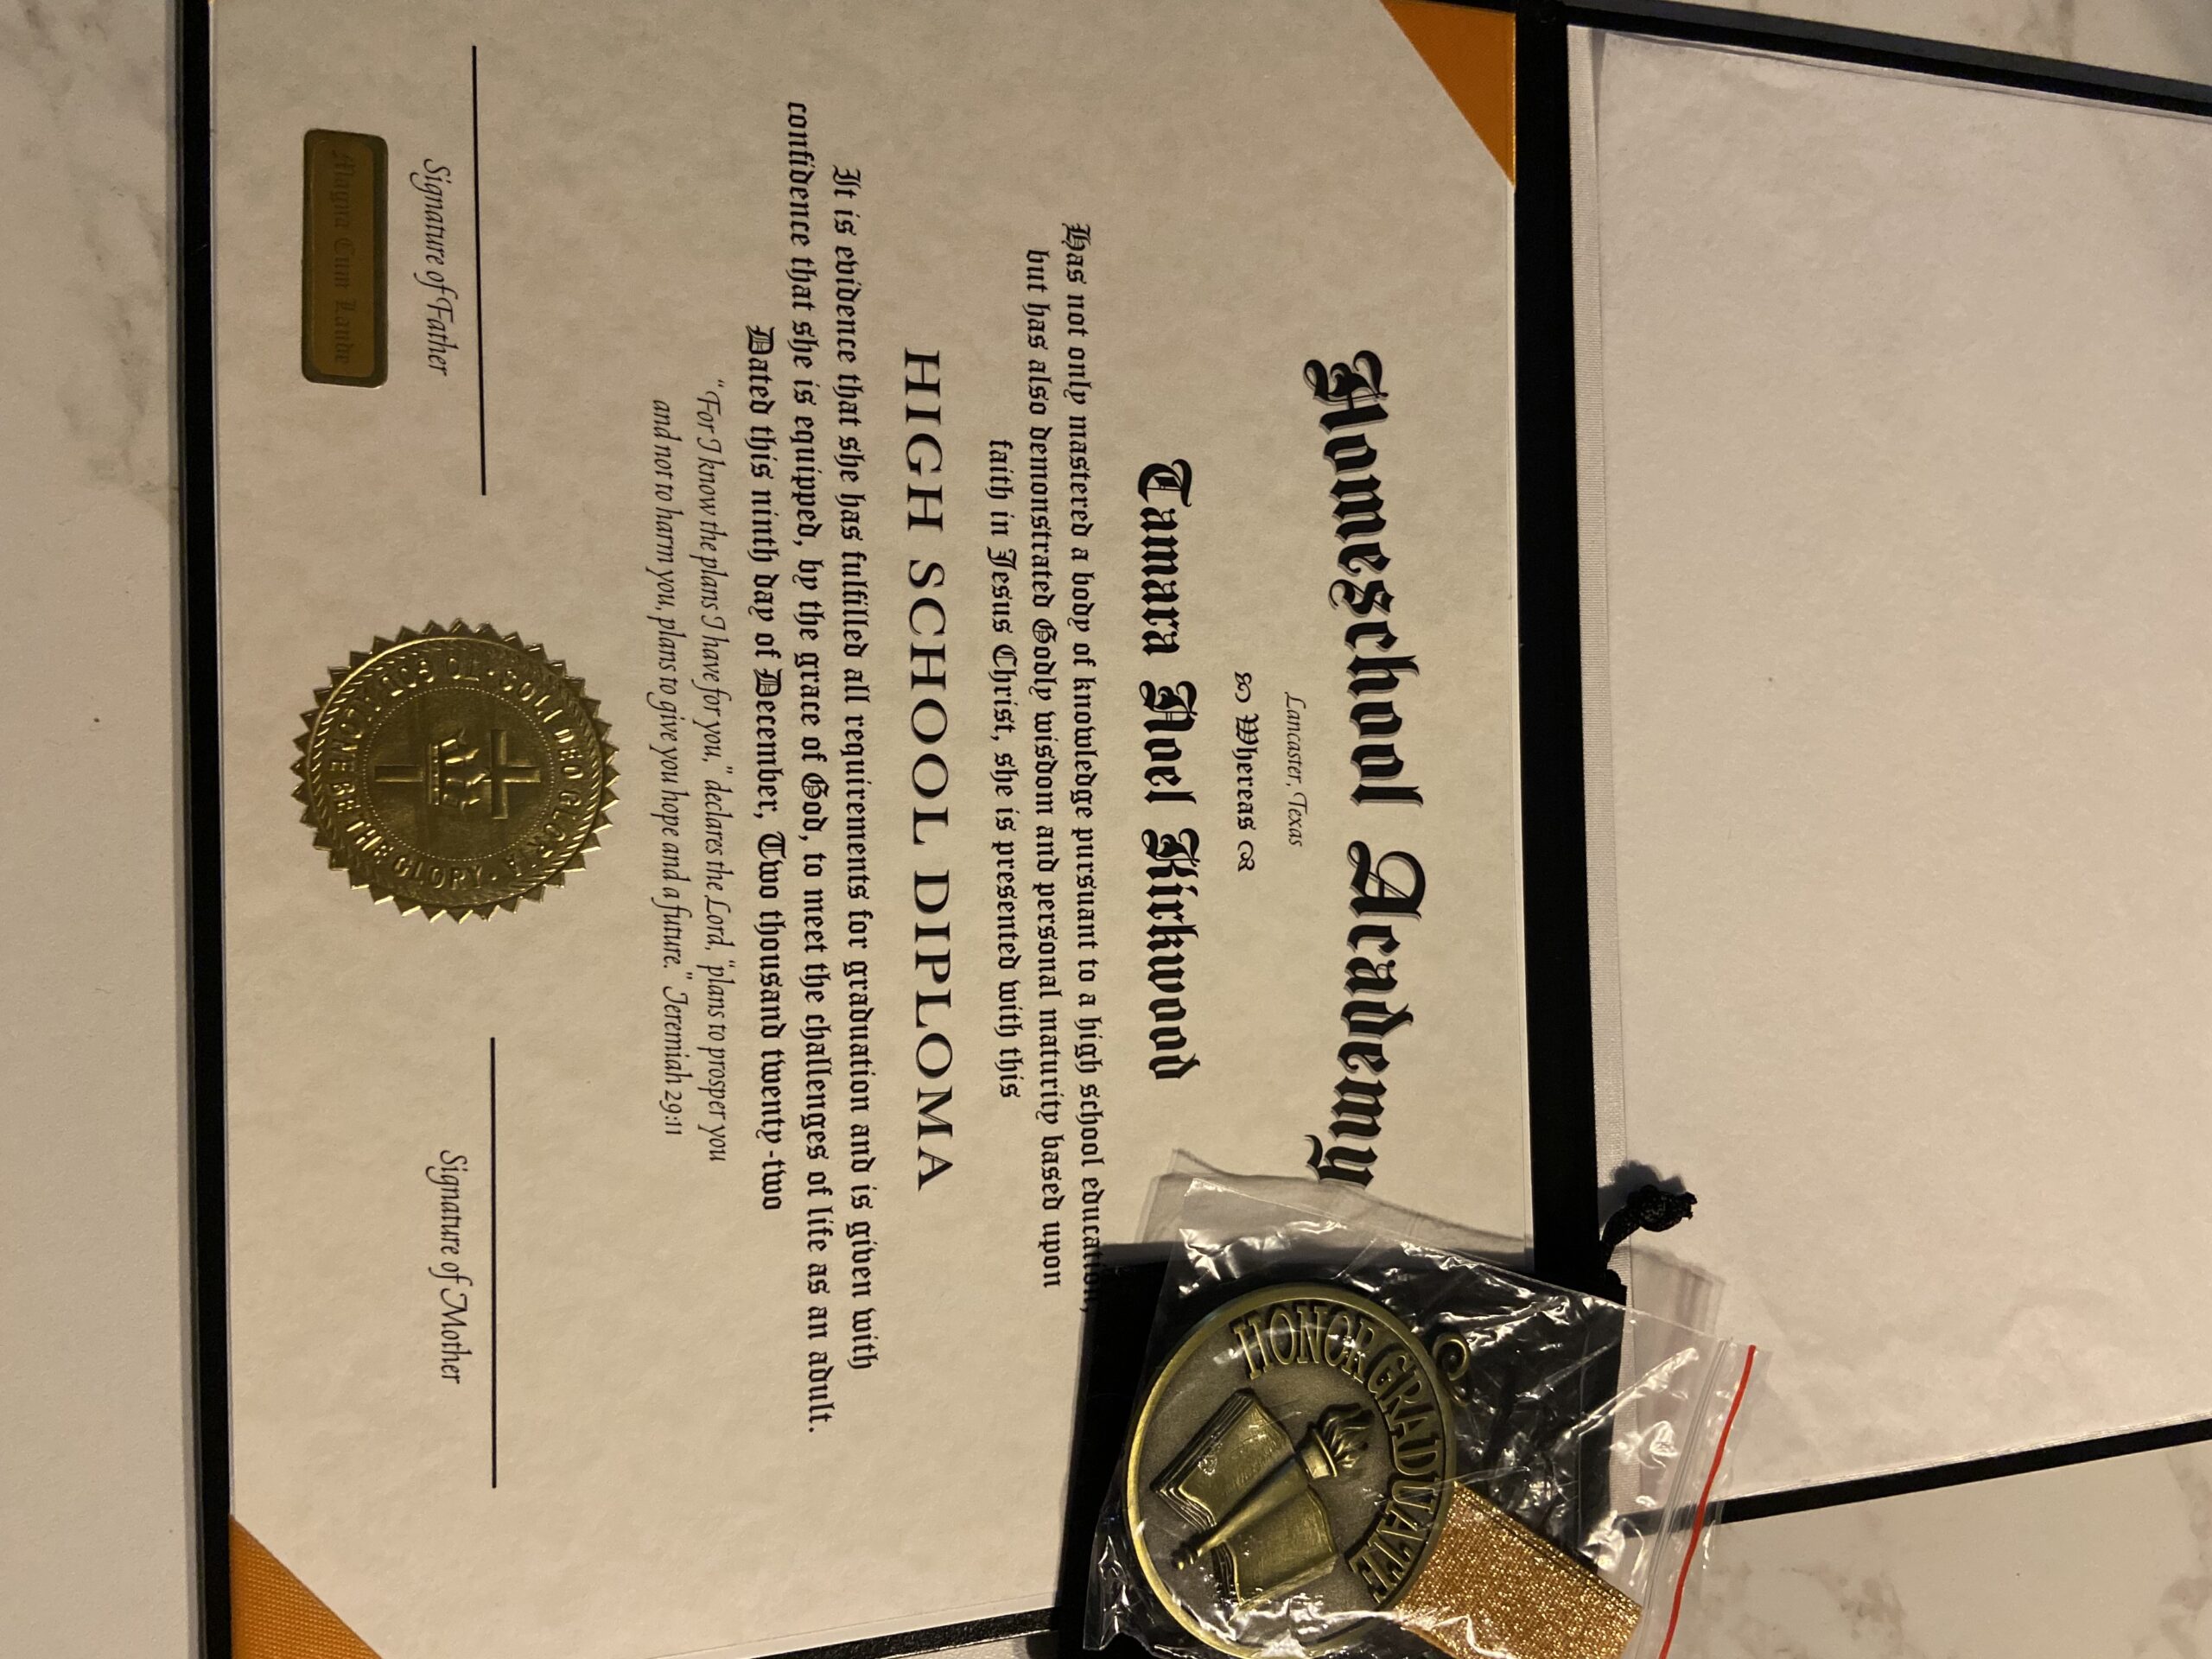 Homeschool Academy
Lancaster, Texas
Whereas
Tamara Noel Kirkwood
Has not only mastered a body of knowledge pursuant to a high school education,
but has also demonstrated Godly wisdom and personal maturity based upon
faith in Jesus Christ, she is presented with this
HIGH SCHOOL DIPLOMA
It is evidence that she has fulfilled all requirements for graduation and is given with
confidence that she is equipped, by the grace of God, to meet the challenges of life as an adult.
Dated this ninth day of December, Two thousand twenty-two
"For I know the plans I have for you," declares the Lord, "plans to prosper you
and not to harm you, plans to give you hope and a future." Jeremiah 29:11
Signature of Father
Signature of Mother
Magna Cum Laude
SOLI DEO GLORIA · TO GOD ONLY BE THE GLORY ·
HONOR GRADUATE